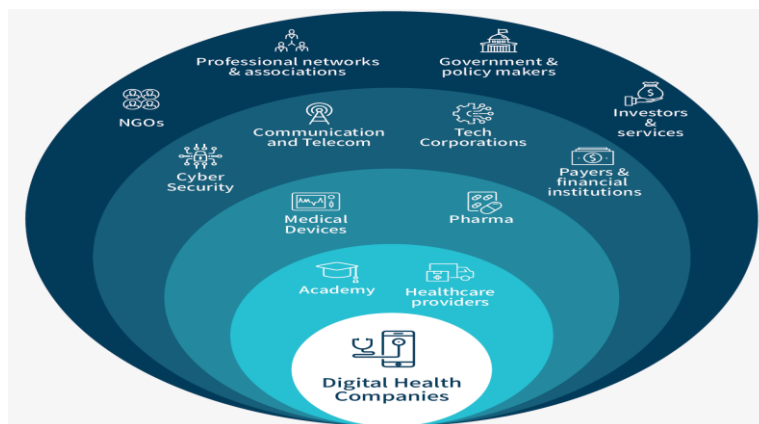 Professional networks
& associations
Government &
policy makers
NGOs
Investors
&
services
Communication
and Telecom
Tech
Corporations
Cyber
Security
Payers &
financial
institutions
Medical
Devices
Pharma
Academy
Healthcare
providers
Digital Health
Companies